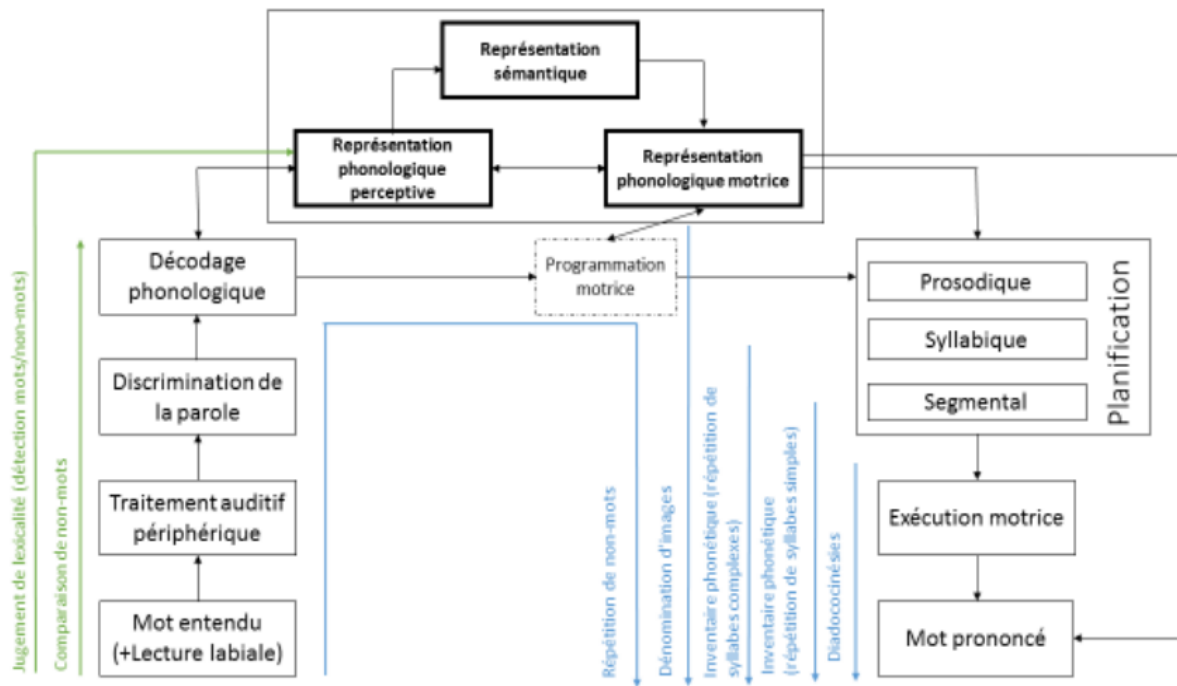 Représentation
sémantique
Représentation
phonologique
perceptive
Représentation
phonologique motrice
Décodage
phonologique
Programmation
motrice
Prosodique
Syllabique
Segmental
Planification
Discrimination de
la parole
Traitement auditif
périphérique
Exécution motrice
Mot entendu
(+Lecture labiale)
Mot prononcé
Jugement de lexicalité (détection mots/non-mots)
Comparaison de non-mots
Répétition de non-mots
Dénomination d'images
Inventaire phonétique (répétition de
syllabes complexes)
Inventaire phonétique
(répétition de syllabes simples)
Diadococinésies